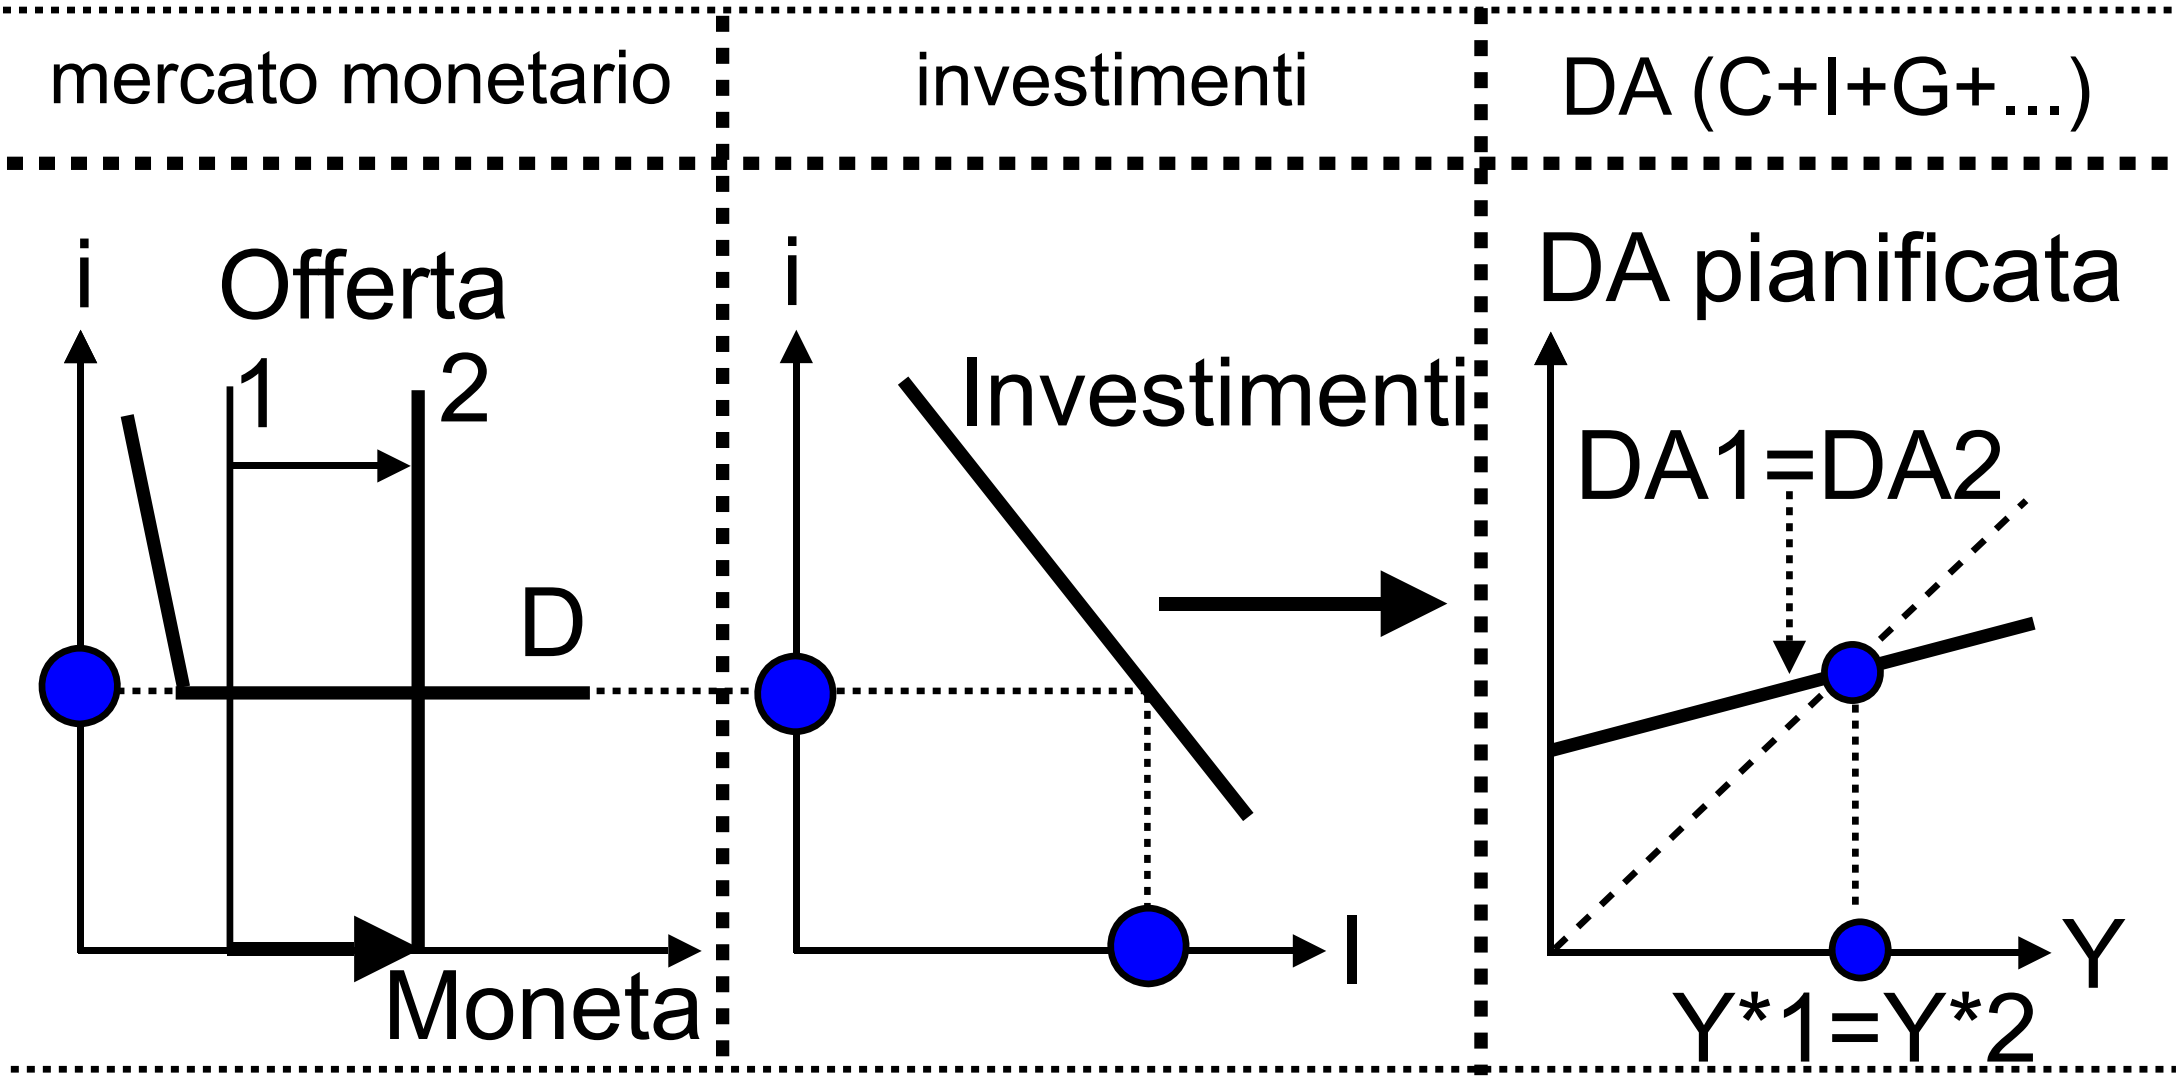 mercato monetario
investimenti
DA (C+I+G+...)
i
Offerta
1
2
D
Moneta
i
Investimenti
I
DA pianificata
DA1=DA2
Y
Y*1=Y*2